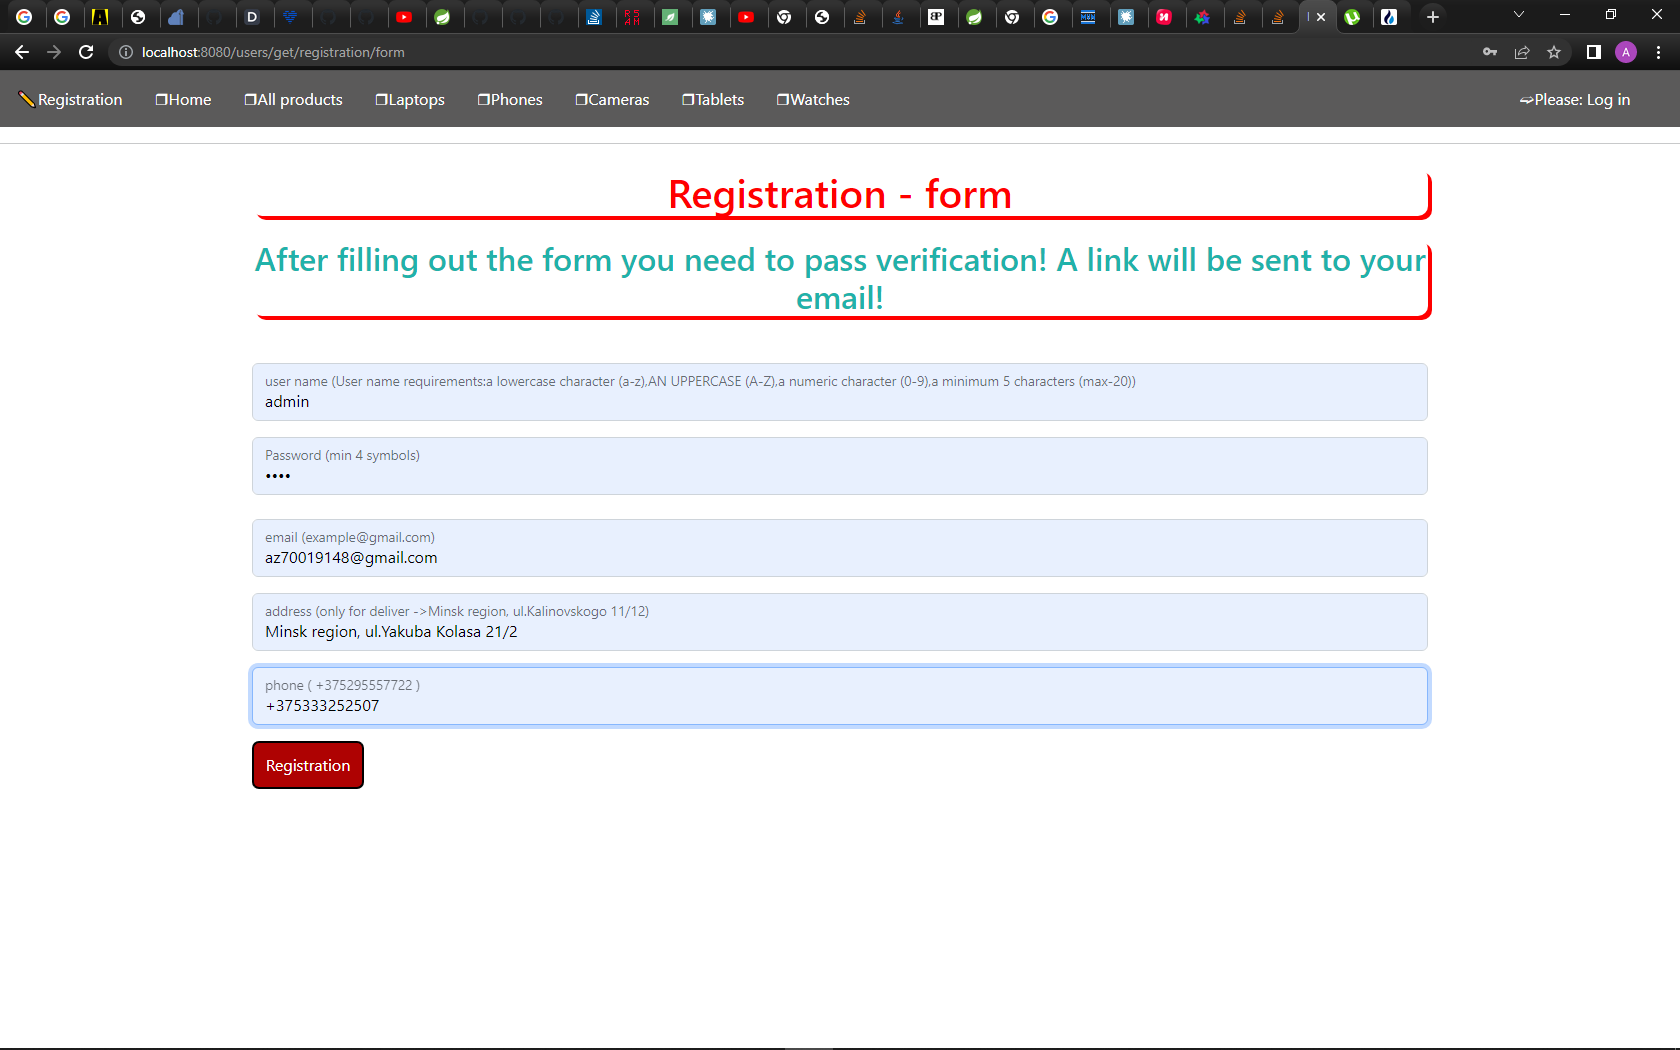 localhost:8080/users/get/registration/form
A
Registration Home All products Laptops Phones Cameras Tablets Watches Please: Log in
Registration - form
After filling out the form you need to pass verification! A link will be sent to your
email!
user name (User name requirements:a lowercase character (a-z),AN UPPERCASE (A-Z),a numeric character (0-9),a minimum 5 characters (max-20))
admin
Password (min 4 symbols)
••••
email (example@gmail.com)
az70019148@gmail.com
address (only for deliver ->Minsk region, ul.Kalinovskogo 11/12)
Minsk region, ul.Yakuba Kolasa 21/2
phone ( +375295557722 )
+375333252507
Registration